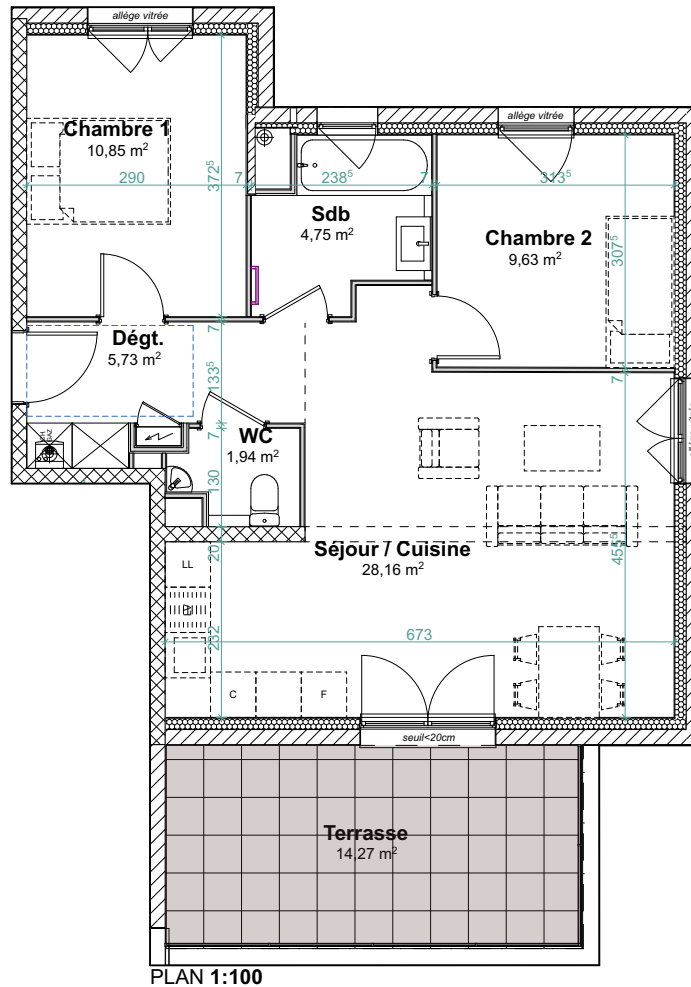 allège vitrée
allège vitrée
Chambre 1
10,85 m²
290
372⁵
7
238⁵
7
313⁵
Sdb
4,75 m²
Chambre 2
9,63 m²
307⁵
Dégt.
5,73 m²
7
133⁵
7
7
WC
1,94 m²
130
GAZ
Séjour / Cuisine
28,16 m²
20
455⁵
LL
232
673
C
F
seuil<20cm
Terrasse
14,27 m²
PLAN 1:100